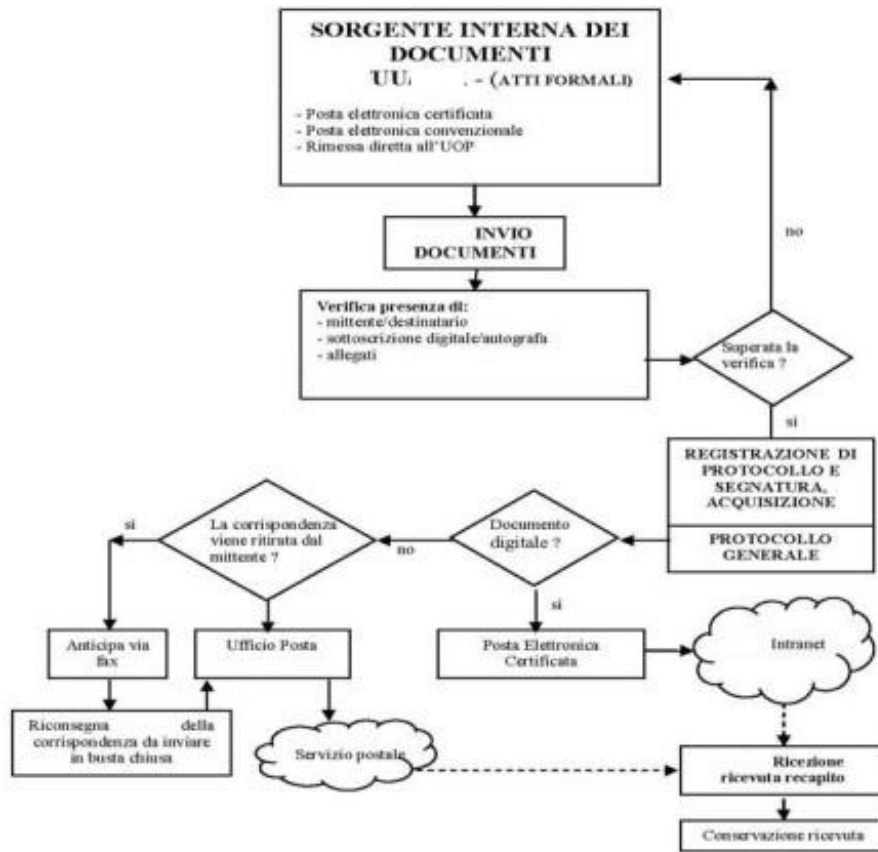 SORGENTE INTERNA DEI
DOCUMENTI
UU. . - (ATTI FORMALI)
- Posta elettronica certificata
- Posta elettronica convenzionale
- Rimessa diretta all'UOP
INVIO
DOCUMENTI
no
Verifica presenza di:
- mittente/destinatario
- sottoscrizione digitale/autografa
- allegati
Superata la
verifica ?
si
REGISTRAZIONE DI
PROTOCOLLO E
SEGNATURA,
ACQUISIZIONE
PROTOCOLLO
GENERALE
Documento
digitale ?
no
si
La corrispondenza
viene ritirata dal
mittente ?
si
Anticipa via
fax
Ufficio Posta
Posta Elettronica
Certificata
Intranet
Riconsegna della
corrispondenza da inviare
in busta chiusa
Servizio postale
Ricezione
ricevuta recapito
Conservazione ricevuta